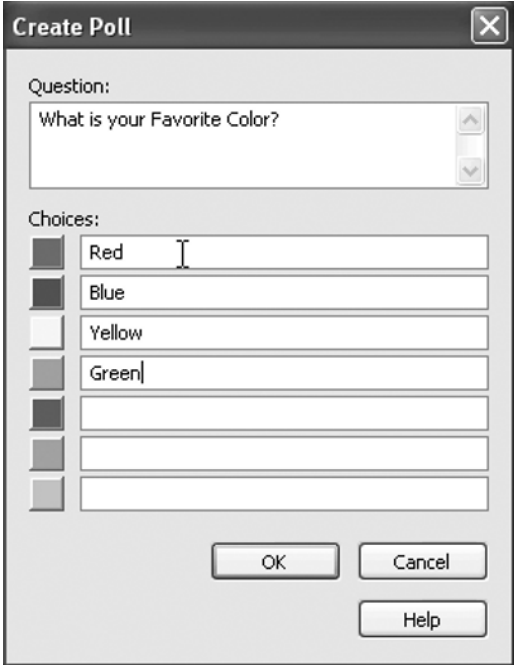 Create Poll
Question:
What is your Favorite Color?
Choices:
Red
Blue
Yellow
Green
OK
Cancel
Help